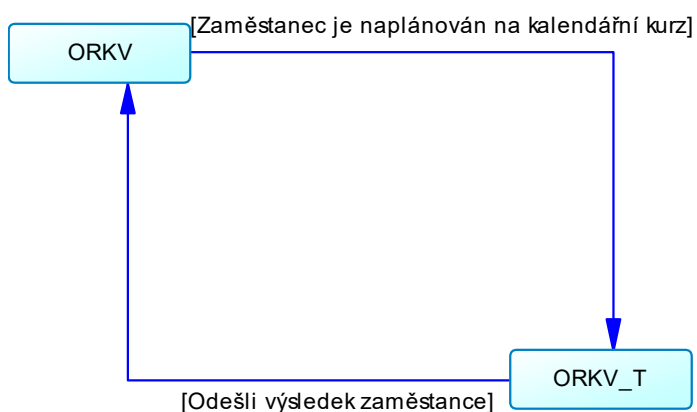 [Zaměstanec je naplánován na kalendářní kurz]
ORKV
ORKV_T
[Odešli výsledek zaměstance]